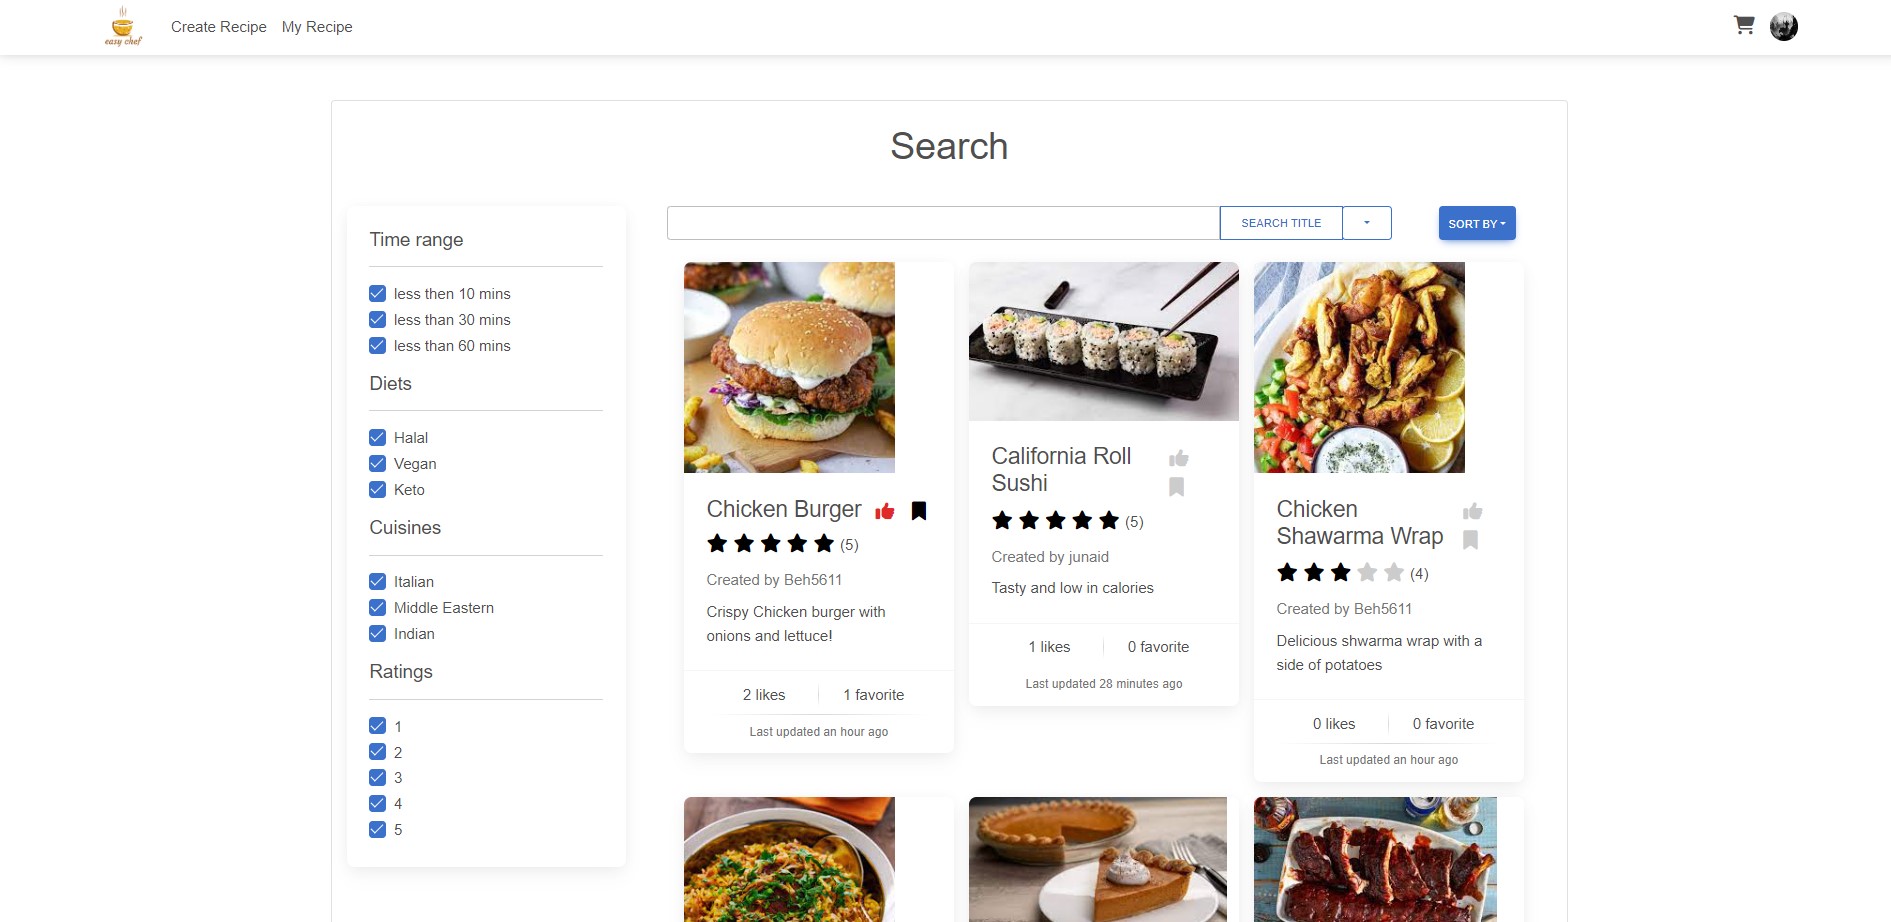 easy chef
Create Recipe
My Recipe
Search
Time range
less then 10 mins
less than 30 mins
less than 60 mins
Diets
Halal
Vegan
Keto
Cuisines
Italian
Middle Eastern
Indian
Ratings
1
2
3
4
5
SEARCH TITLE
SORT BY
Chicken Burger
(5)
Created by Beh5611
Crispy Chicken burger with
onions and lettuce!
2 likes
1 favorite
Last updated an hour ago
California Roll
Sushi
(5)
Created by junaid
Tasty and low in calories
1 likes
0 favorite
Last updated 28 minutes ago
Chicken
Shawarma Wrap
(4)
Created by Beh5611
Delicious shwarma wrap with a
side of potatoes
0 likes
0 favorite
Last updated an hour ago